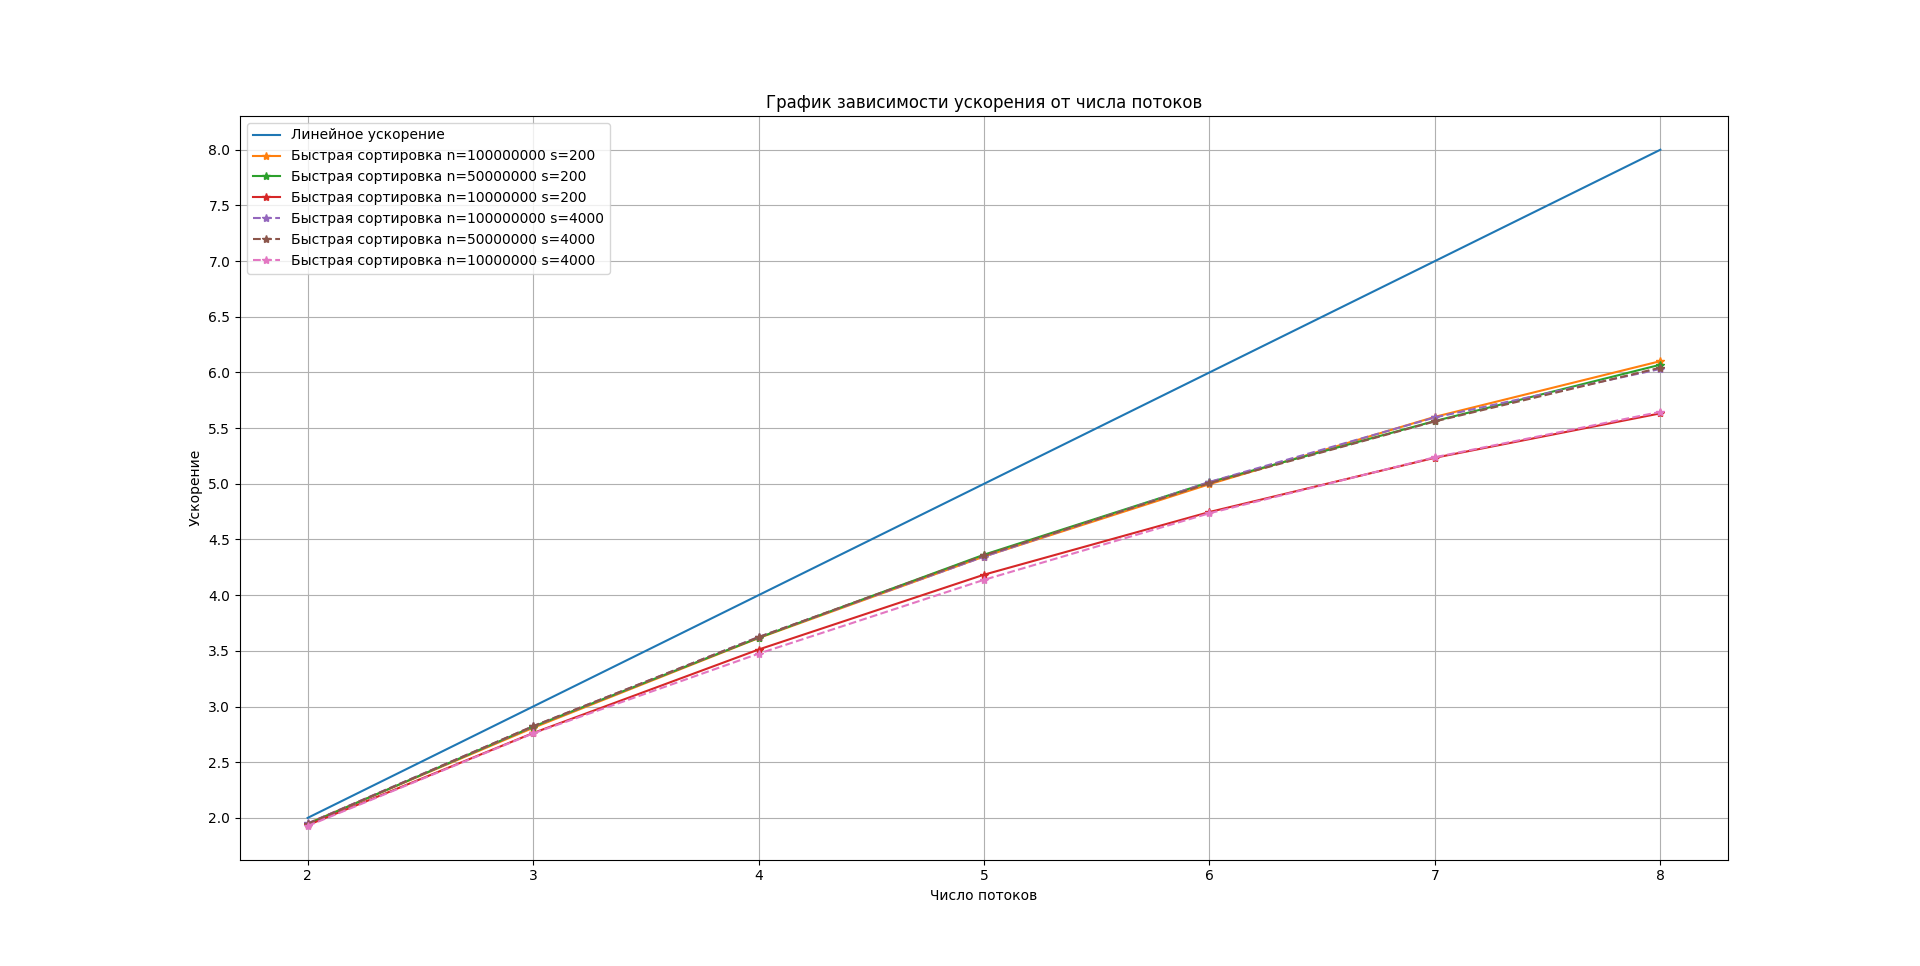 График зависимости ускорения от числа потоков
Линейное ускорение
Быстрая сортировка n=100000000 s=200
Быстрая сортировка n=50000000 s=200
Быстрая сортировка n=10000000 s=200
Быстрая сортировка n=100000000 s=4000
Быстрая сортировка n=50000000 s=4000
Быстрая сортировка n=10000000 s=4000
8.0
7.5
7.0
6.5
6.0
5.5
5.0
4.5
4.0
3.5
3.0
2.5
2.0
Ускорение
2 3 4 5 6 7 8
Число потоков